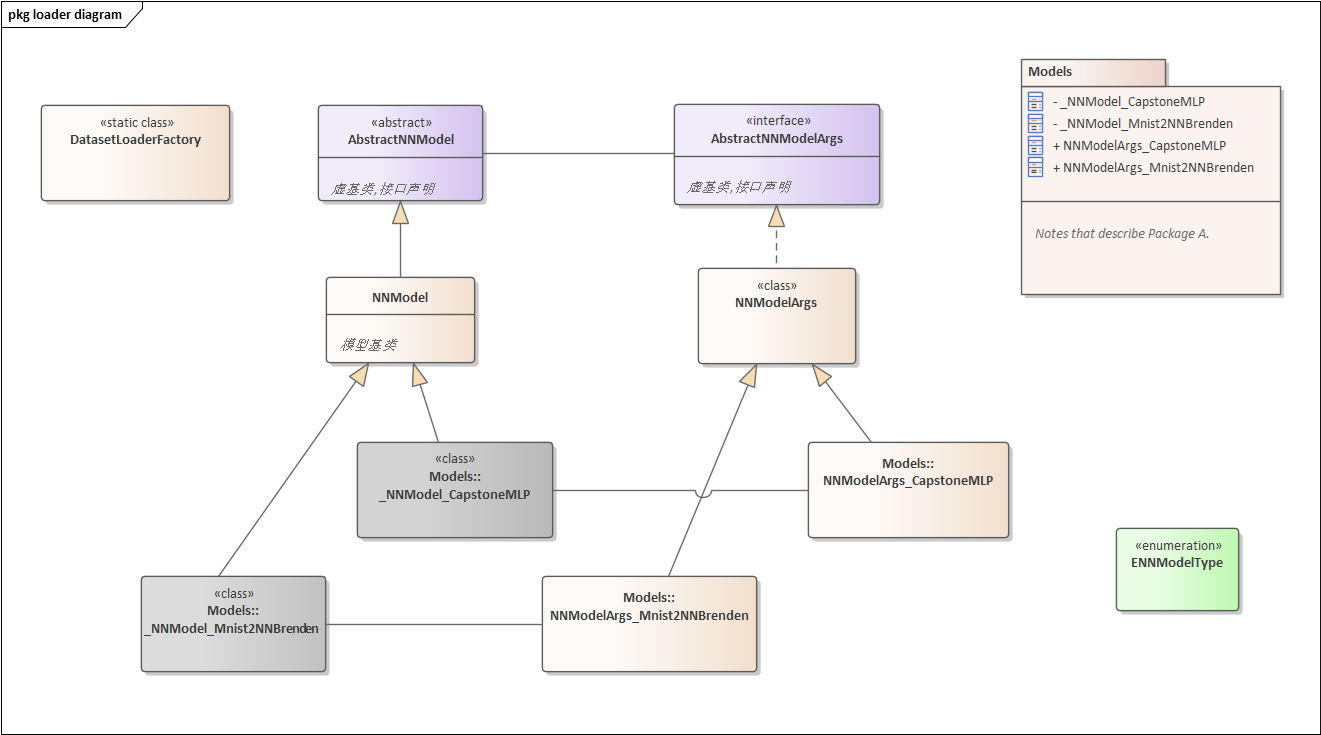 pkg loader diagram
«static class»
DatasetLoaderFactory
«abstract»
AbstractNNModel
虚基类,接口声明
«interface»
AbstractNNModelArgs
虚基类,接口声明
Models
- _NNModel_CapstoneMLP
- _NNModel_Mnist2NNBrenden
+ NNModelArgs_CapstoneMLP
+ NNModelArgs_Mnist2NNBrenden
Notes that describe Package A.
NNModel
模型基类
«class»
NNModelArgs
«class»
Models::
_NNModel_CapstoneMLP
Models::
NNModelArgs_CapstoneMLP
«class»
Models::
_NNModel_Mnist2NNBrenden
Models::
NNModelArgs_Mnist2NNBrenden
«enumeration»
ENNModelType